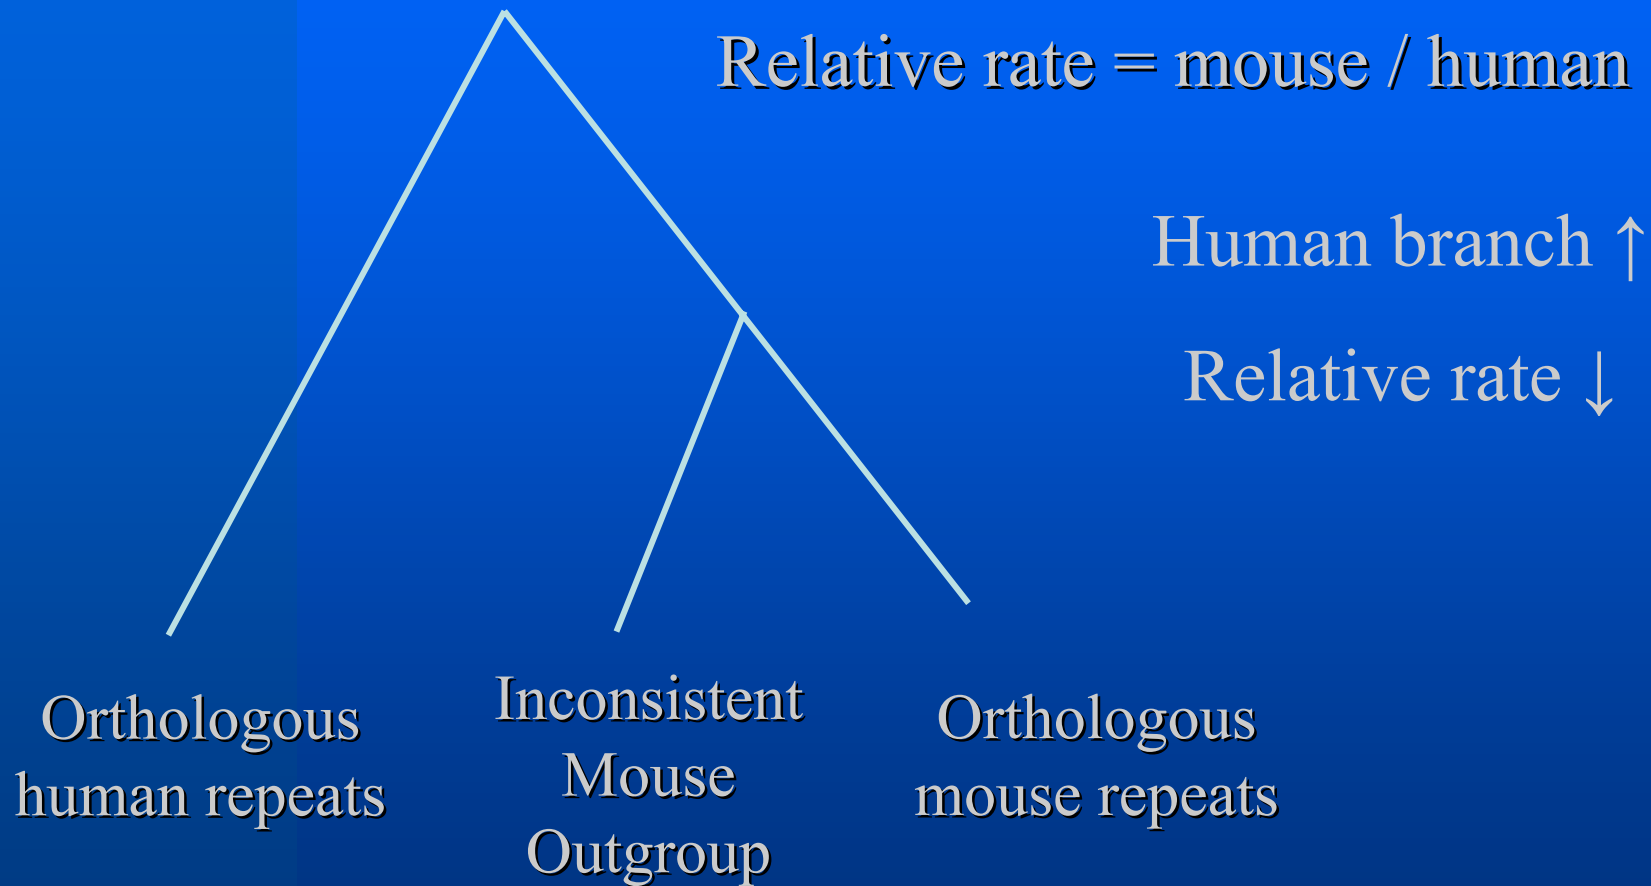 Relative rate = mouse / human
Human branch ↑
Relative rate ↓
Orthologous
human repeats
Inconsistent
Mouse
Outgroup
Orthologous
mouse repeats